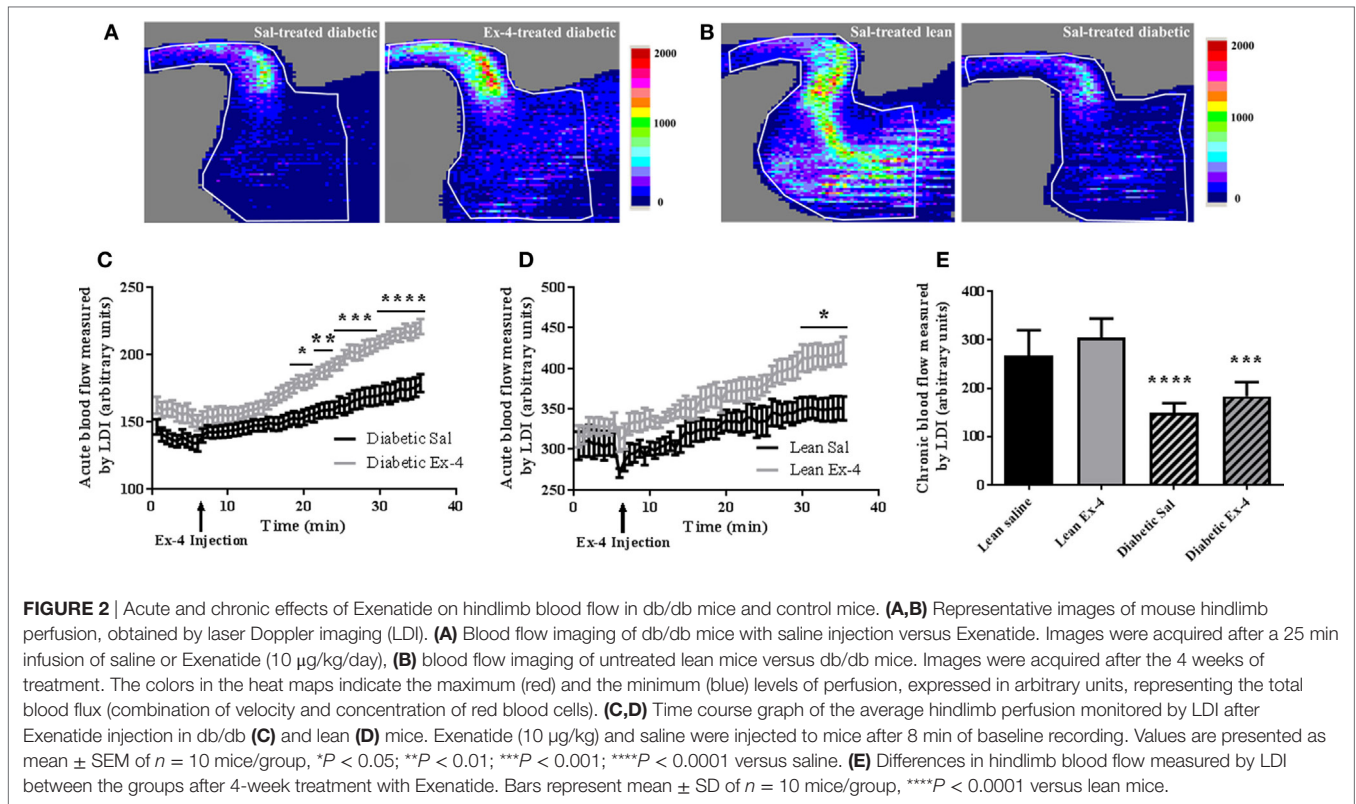 A
Sal-treated diabetic
Ex-4-treated diabetic
2000
1000
0
B
Sal-treated lean
Sal-treated diabetic
2000
1000
0
C
Acute blood flow measured
by LDI (arbitrary units)
250
200
150
100
* ** *** ****
Diabetic Sal
Diabetic Ex-4
0 10 20 30 40
Time (min)
Ex-4 Injection
D
Acute blood flow measured
by LDI (arbitrary units)
450
400
350
300
250
*
Lean Sal
Lean Ex-4
0 10 20 30 40
Time (min)
Ex-4 Injection
E
Chronic blood flow measured
by LDI (arbitrary units)
400
300
200
100
0
**** ***
Lean saline
Lean Ex-4
Diabetic Sal
Diabetic Ex-4
FIGURE 2 | Acute and chronic effects of Exenatide on hindlimb blood flow in db/db mice and control mice. (A,B) Representative images of mouse hindlimb
perfusion, obtained by laser Doppler imaging (LDI). (A) Blood flow imaging of db/db mice with saline injection versus Exenatide. Images were acquired after a 25 min
infusion of saline or Exenatide (10 μg/kg/day), (B) blood flow imaging of untreated lean mice versus db/db mice. Images were acquired after the 4 weeks of
treatment. The colors in the heat maps indicate the maximum (red) and the minimum (blue) levels of perfusion, expressed in arbitrary units, representing the total
blood flux (combination of velocity and concentration of red blood cells). (C,D) Time course graph of the average hindlimb perfusion monitored by LDI after
Exenatide injection in db/db (C) and lean (D) mice. Exenatide (10 μg/kg) and saline were injected to mice after 8 min of baseline recording. Values are presented as
mean ± SEM of n = 10 mice/group, *P < 0.05; **P < 0.01; ***P < 0.001; ****P < 0.0001 versus saline. (E) Differences in hindlimb blood flow measured by LDI
between the groups after 4-week treatment with Exenatide. Bars represent mean ± SD of n = 10 mice/group, ****P < 0.0001 versus lean mice.